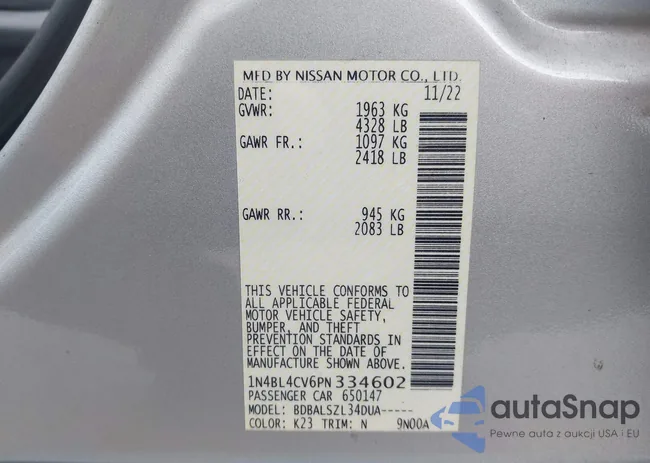 MFD BY NISSAN MOTOR CO., LTD.
DATE: 11/22
GVWR: 1963 KG
4328 LB
GAWR FR.: 1097 KG
2418 LB
GAWR RR.: 945 KG
2083 LB
THIS VEHICLE CONFORMS TO
ALL APPLICABLE FEDERAL
MOTOR VEHICLE SAFETY,
BUMPER, AND THEFT
PREVENTION STANDARDS IN
EFFECT ON THE DATE OF
MANUFACTURE SHOWN ABOVE.
1N4BL4CV6PN334602
PASSENGER CAR 650147
MODEL: BDBALSZL34DUA-----
COLOR: K23 TRIM: N 9N00A
autoSnap
Pewne auta z aukcji USA i EU